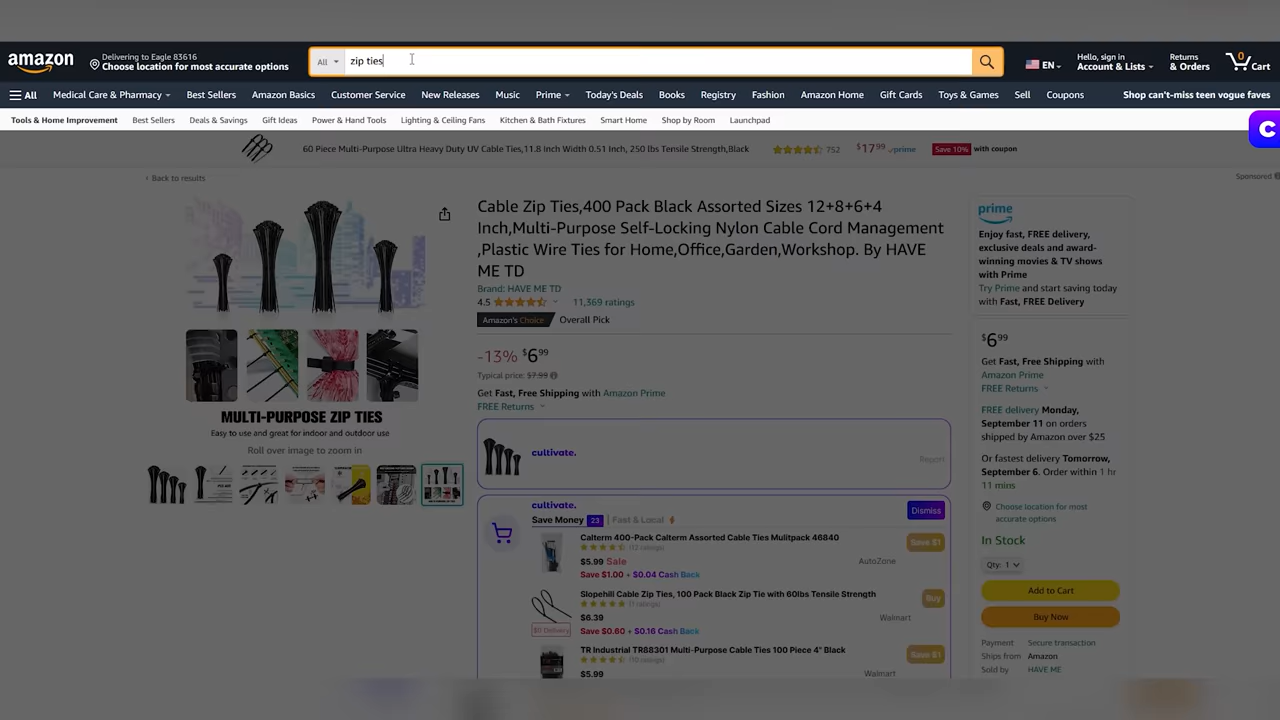 amazon
Delivering to Eagle 83616
Choose location for most accurate options
All
zip ties
EN
Hello, sign in
Account & Lists
Returns
& Orders
0
Cart
All
Medical Care & Pharmacy
Best Sellers
Amazon Basics
Customer Service
New Releases
Music
Prime
Today's Deals
Books
Registry
Fashion
Amazon Home
Gift Cards
Toys & Games
Sell
Coupons
Shop can't-miss teen vogue faves
Tools & Home Improvement
Best Sellers
Deals & Savings
Gift Ideas
Power & Hand Tools
Lighting & Ceiling Fans
Kitchen & Bath Fixtures
Smart Home
Shop by Room
Launchpad
60 Piece Multi-Purpose Ultra Heavy Duty UV Cable Ties,11.8 Inch Width 0.51 Inch, 250 lbs Tensile Strength,Black
752
$17.99
prime
Save 10%
with coupon
Sponsored
‹ Back to results
Cable Zip Ties,400 Pack Black Assorted Sizes 12+8+6+4
Inch,Multi-Purpose Self-Locking Nylon Cable Cord Management
,Plastic Wire Ties for Home,Office,Garden,Workshop. By HAVE
ME TD
Brand: HAVE ME TD
4.5
11,369 ratings
Amazon's Choice
Overall Pick
-13% $6.99
Typical price: $7.99
Get Fast, Free Shipping with Amazon Prime
FREE Returns
MULTI-PURPOSE ZIP TIES
Easy to use and great for indoor and outdoor use
Roll over image to zoom in
cultivate.
Report
cultivate.
Dismiss
Save Money 23 | Fast & Local
Calterm 400-Pack Calterm Assorted Cable Ties Mulitpack 46840
(12 ratings)
$5.99 Sale
AutoZone
Save $1
Save $1.00 + $0.04 Cash Back
Slopehill Cable Zip Ties, 100 Pack Black Zip Tie with 60lbs Tensile Strength
(7 ratings)
Buy
$6.39
Walmart
$0 Delivery
Save $0.60 + $0.16 Cash Back
TR Industrial TR88301 Multi-Purpose Cable Ties 100 Piece 4" Black
(10 ratings)
Save $1
$5.99
Walmart
prime
Enjoy fast, FREE delivery,
exclusive deals and award-
winning movies & TV shows
with Prime
Try Prime and start saving today
with Fast, FREE Delivery
$6.99
Get Fast, Free Shipping with
Amazon Prime
FREE Returns
FREE delivery Monday,
September 11 on orders
shipped by Amazon over $25
Or fastest delivery Tomorrow,
September 6. Order within 1 hr
11 mins
Choose location for most
accurate options
In Stock
Qty: 1
Add to Cart
Buy Now
Payment
Secure transaction
Ships from
Amazon
Sold by
HAVE ME